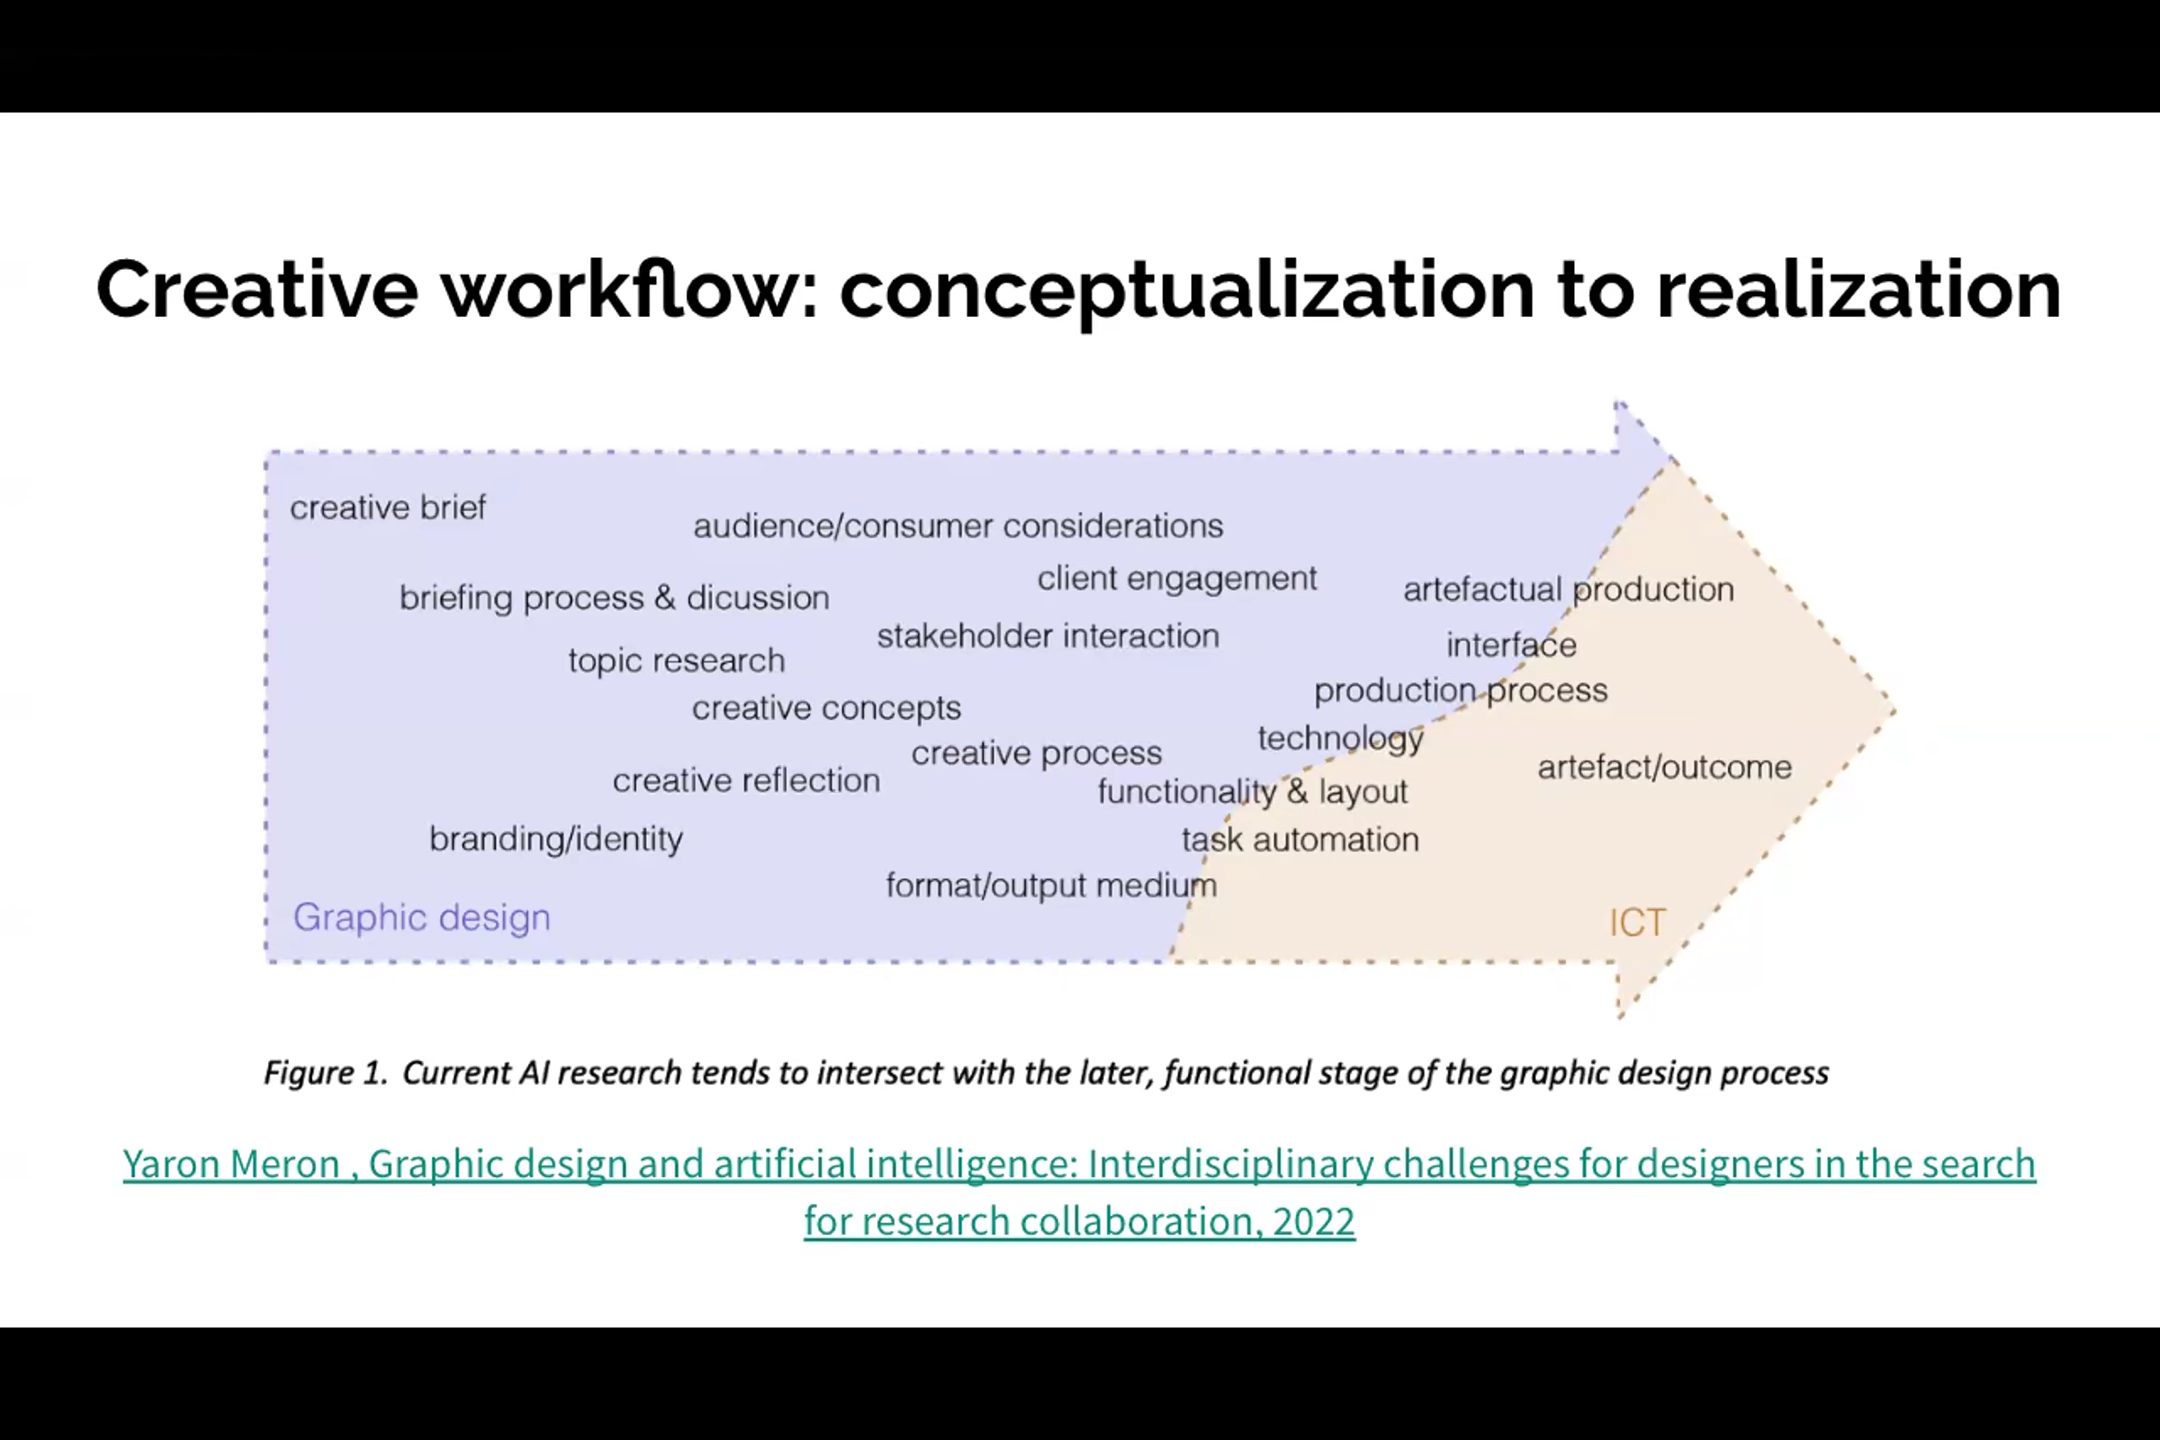 Creative workflow: conceptualization to realization
creative brief
audience/consumer considerations
client engagement
briefing process & dicussion
artefactual production
stakeholder interaction
interface
topic research
production process
creative concepts
technology
creative process
artefact/outcome
creative reflection
functionality & layout
branding/identity
task automation
format/output medium
Graphic design
ICT
Figure 1. Current AI research tends to intersect with the later, functional stage of the graphic design process
Yaron Meron , Graphic design and artificial intelligence: Interdisciplinary challenges for designers in the search
for research collaboration, 2022